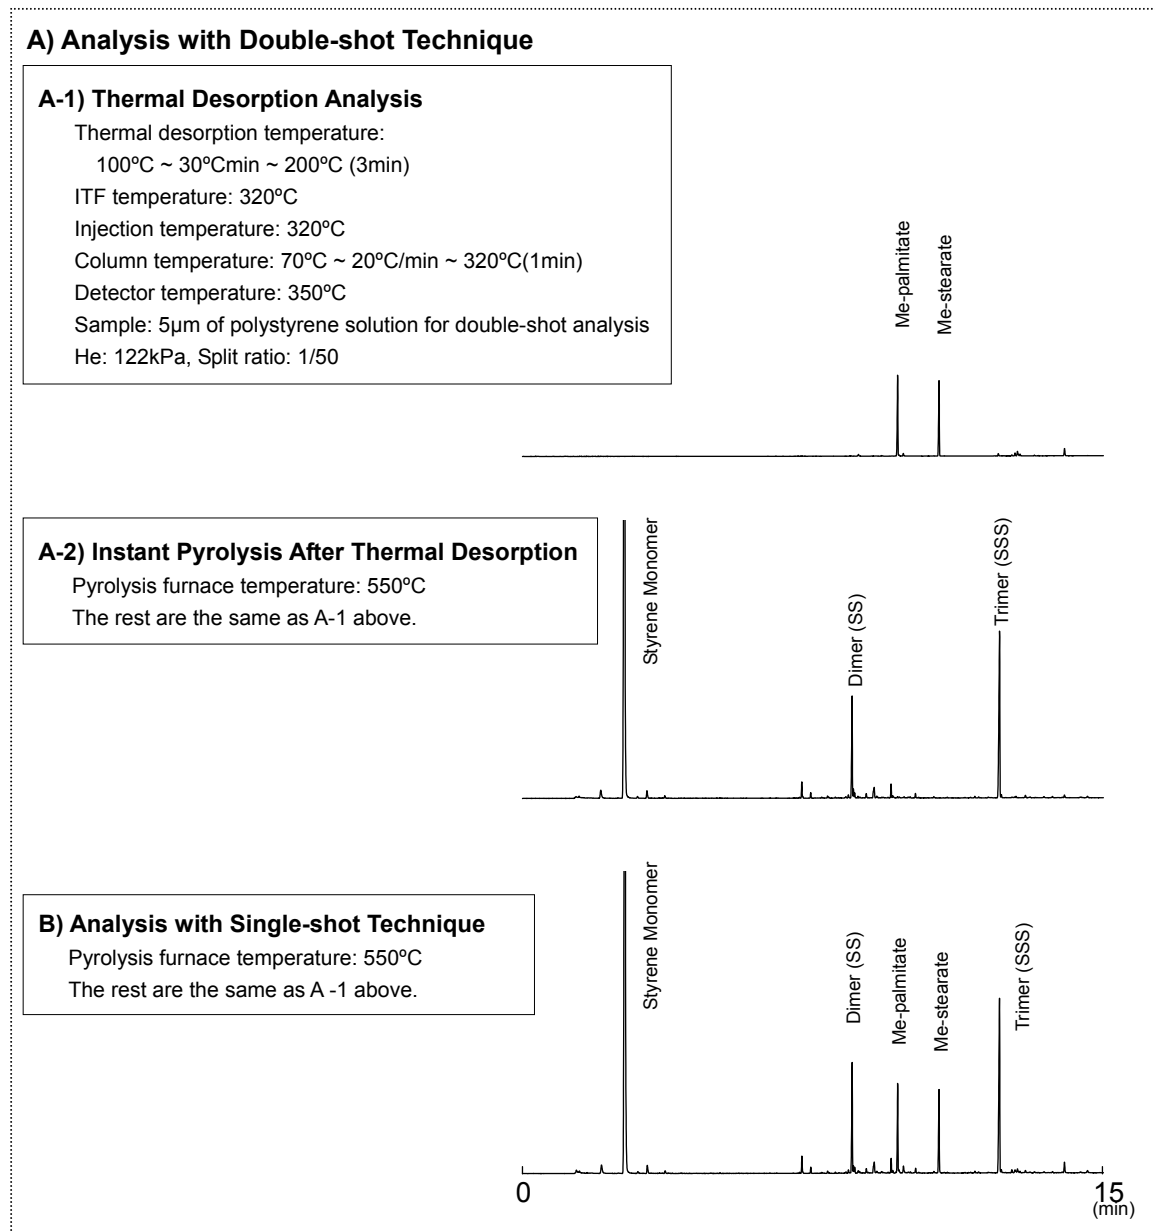 A) Analysis with Double-shot Technique
A-1) Thermal Desorption Analysis
Thermal desorption temperature:
100ºC ~ 30ºCmin ~ 200ºC (3min)
ITF temperature: 320ºC
Injection temperature: 320ºC
Column temperature: 70ºC ~ 20ºC/min ~ 320ºC(1min)
Detector temperature: 350ºC
Sample: 5µm of polystyrene solution for double-shot analysis
He: 122kPa, Split ratio: 1/50
Me-palmitate
Me-stearate
A-2) Instant Pyrolysis After Thermal Desorption
Pyrolysis furnace temperature: 550ºC
The rest are the same as A-1 above.
Styrene Monomer
Dimer (SS)
Trimer (SSS)
B) Analysis with Single-shot Technique
Pyrolysis furnace temperature: 550ºC
The rest are the same as A -1 above.
Styrene Monomer
Dimer (SS)
Me-palmitate
Me-stearate
Trimer (SSS)
0
15
(min)